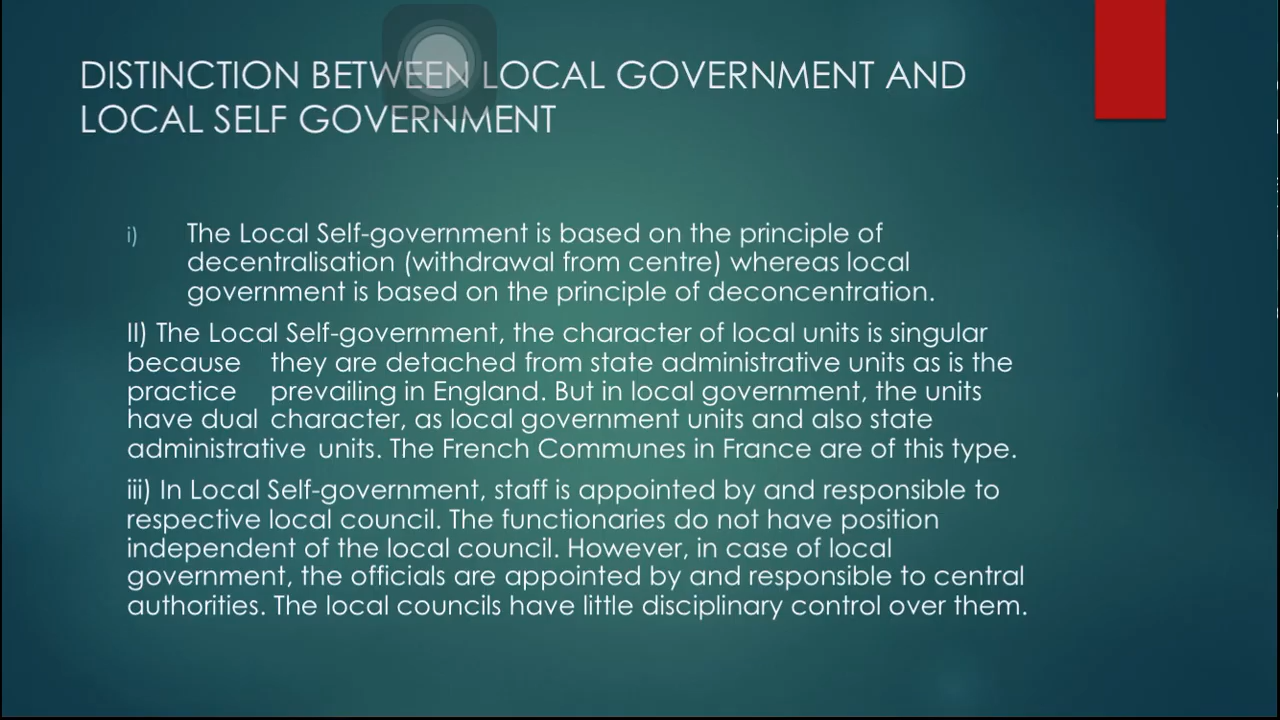 DISTINCTION BETWEEN LOCAL GOVERNMENT AND
LOCAL SELF GOVERNMENT
i) The Local Self-government is based on the principle of
decentralisation (withdrawal from centre) whereas local
government is based on the principle of deconcentration.
II) The Local Self-government, the character of local units is singular
because they are detached from state administrative units as is the
practice prevailing in England. But in local government, the units
have dual character, as local government units and also state
administrative units. The French Communes in France are of this type.
iii) In Local Self-government, staff is appointed by and responsible to
respective local council. The functionaries do not have position
independent of the local council. However, in case of local
government, the officials are appointed by and responsible to central
authorities. The local councils have little disciplinary control over them.